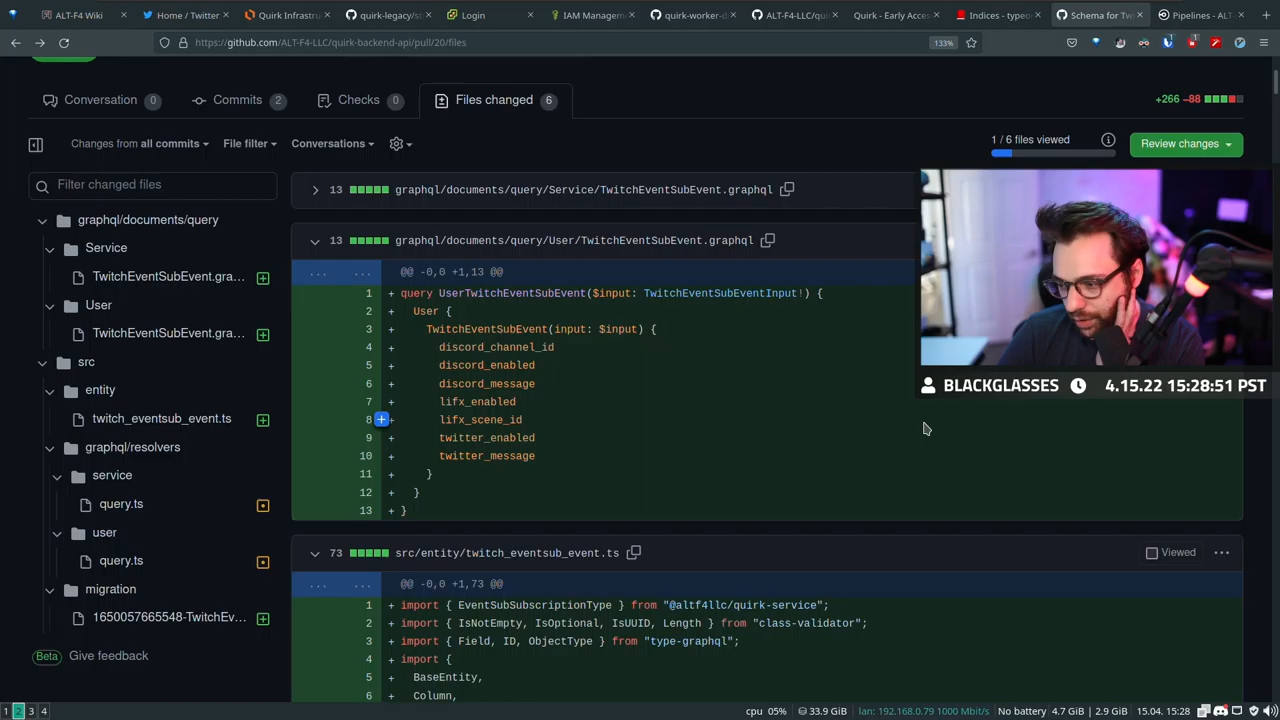 ALT-F4 Wiki
Home / Twitter
Quirk Infrastru
quirk-legacy/st
Login
IAM Managem
quirk-worker-d
ALT-F4-LLC/qui
Quirk - Early Access
Indices - typeor
Schema for Tw
Pipelines - ALT
https://github.com/ALT-F4-LLC/quirk-backend-api/pull/20/files
133%
Conversation 0
Commits 2
Checks 0
Files changed 6
+266 −88
Changes from all commits
File filter
Conversations
1 / 6 files viewed
Review changes
Filter changed files
graphql/documents/query
Service
TwitchEventSubEvent.gra...
User
TwitchEventSubEvent.gra...
src
entity
twitch_eventsub_event.ts
graphql/resolvers
service
query.ts
user
query.ts
migration
1650057665548-TwitchEv...
Beta Give feedback
13 graphql/documents/query/Service/TwitchEventSubEvent.graphql
13 graphql/documents/query/User/TwitchEventSubEvent.graphql
... ... @@ -0,0 +1,13 @@
1 + query UserTwitchEventSubEvent($input: TwitchEventSubEventInput!) {
2 + User {
3 + TwitchEventSubEvent(input: $input) {
4 + discord_channel_id
5 + discord_enabled
6 + discord_message
7 + lifx_enabled
8 + lifx_scene_id
9 + twitter_enabled
10 + twitter_message
11 + }
12 + }
13 + }
73 src/entity/twitch_eventsub_event.ts
Viewed
... ... @@ -0,0 +1,73 @@
1 + import { EventSubSubscriptionType } from "@altf4llc/quirk-service";
2 + import { IsNotEmpty, IsOptional, IsUUID, Length } from "class-validator";
3 + import { Field, ID, ObjectType } from "type-graphql";
4 + import {
5 + BaseEntity,
6 + Column,
BLACKGLASSES 4.15.22 15:28:51 PST
1 2 3 4
cpu 05% 33.9 GiB lan: 192.168.0.79 1000 Mbit/s No battery 4.7 GiB | 2.9 GiB 15.04. 15:28